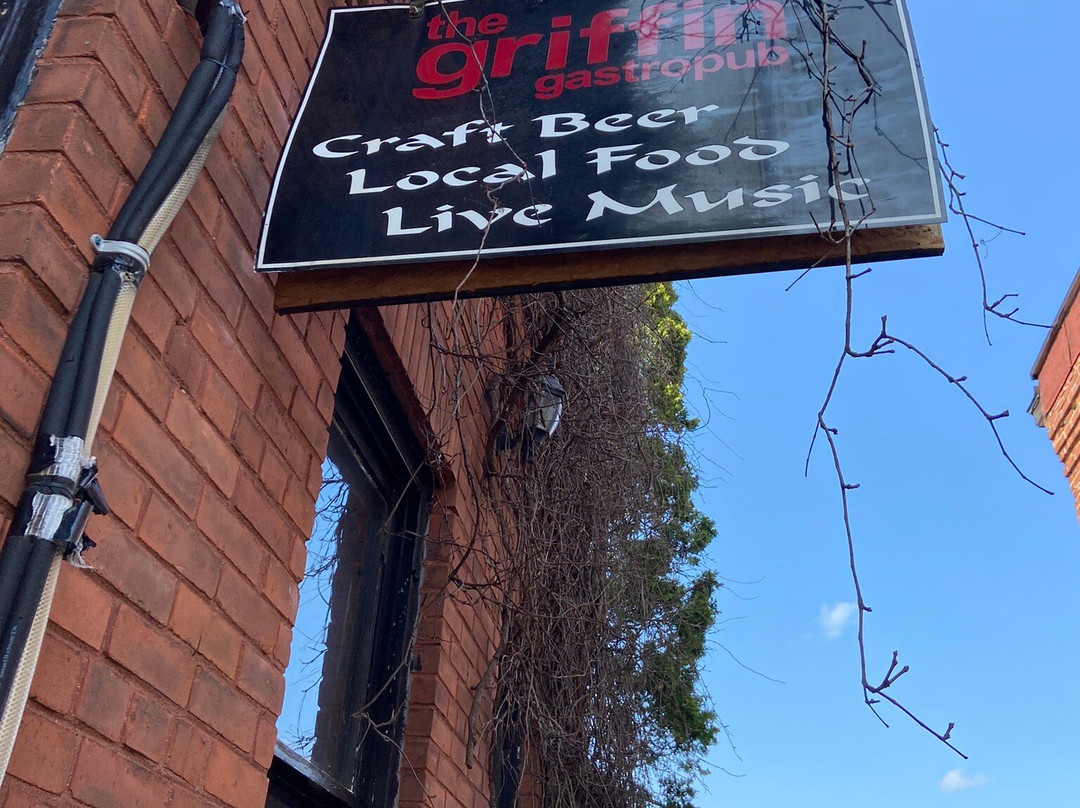 the
griffin
gastropub
Craft Beer
Local Food
Live Music